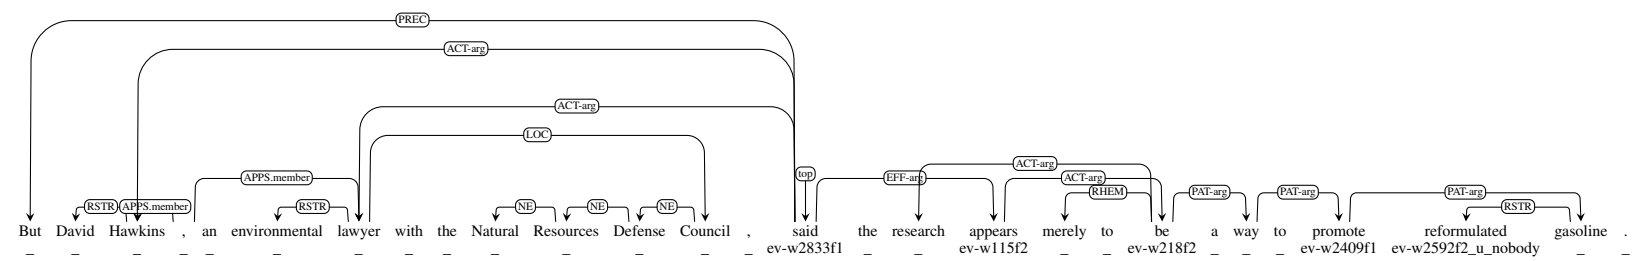 PREC
ACT-arg
ACT-arg
LOC
ACT-arg
top
APPS.member EFF-arg ACT-arg
RHEM PAT-arg PAT-arg PAT-arg
RSTR APPS.member RSTR NE NE NE RSTR
But David Hawkins , an environmental lawyer with the Natural Resources Defense Council , said the research appears merely to be a way to promote reformulated gasoline .
_ _ _ _ _ _ _ _ _ _ _ _ _ _ ev-w2833f1 _ _ ev-w115f2 _ _ ev-w218f2 _ _ _ ev-w2409f1 ev-w2592f2_u_nobody _ _